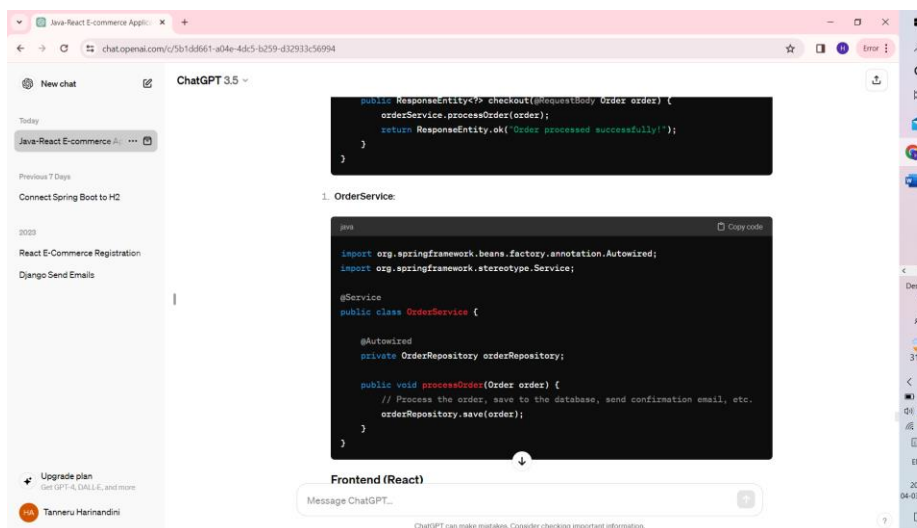 Java-React E-commerce Applic
chat.openai.com/c/5b1dd661-a04e-4dc5-b259-d32933c56994
H
Error
New chat
ChatGPT 3.5
Today
Java-React E-commerce A
Previous 7 Days
Connect Spring Boot to H2
2023
React E-Commerce Registration
Django Send Emails
public ResponseEntity<?> checkout(@RequestBody Order order) {
orderService.processOrder(order);
return ResponseEntity.ok("Order processed successfully!");
}
}
1. OrderService:
java
Copy code
import org.springframework.beans.factory.annotation.Autowired;
import org.springframework.stereotype.Service;
@Service
public class OrderService {
@Autowired
private OrderRepository orderRepository;
public void processOrder(Order order) {
// Process the order, save to the database, send confirmation email, etc.
orderRepository.save(order);
}
}
Frontend (React)
Upgrade plan
Get GPT-4, DALL·E, and more
HA
Tanneru Harinandini
Message ChatGPT...
ChatGPT can make mistakes. Consider checking important information.
?